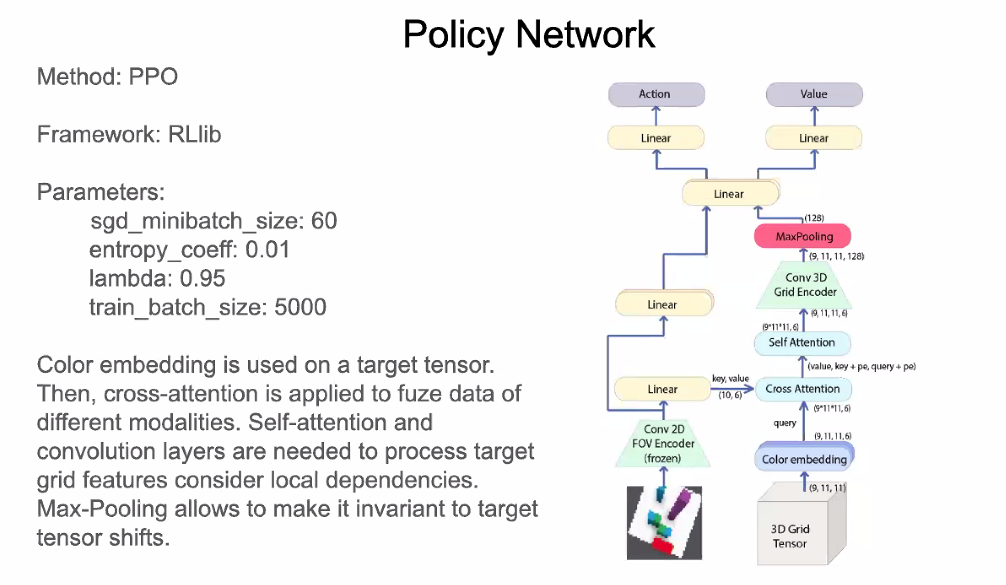 Policy Network
Method: PPO
Framework: RLlib
Parameters:
sgd_minibatch_size: 60
entropy_coeff: 0.01
lambda: 0.95
train_batch_size: 5000
Color embedding is used on a target tensor.
Then, cross-attention is applied to fuze data of
different modalities. Self-attention and
convolution layers are needed to process target
grid features consider local dependencies.
Max-Pooling allows to make it invariant to target
tensor shifts.
Action
Value
Linear
Linear
Linear
(128)
MaxPooling
(9, 11, 11, 128)
Conv 3D
Grid Encoder
Linear
(9, 11, 11, 6)
(9*11*11, 6)
Self Attention
(value, key + pe, query + pe)
key, value
Linear
Cross Attention
(10, 6)
(9*11*11, 6)
query
Conv 2D
FOV Encoder
(frozen)
(9, 11, 11, 6)
Color embedding
(9, 11, 11)
3D Grid
Tensor